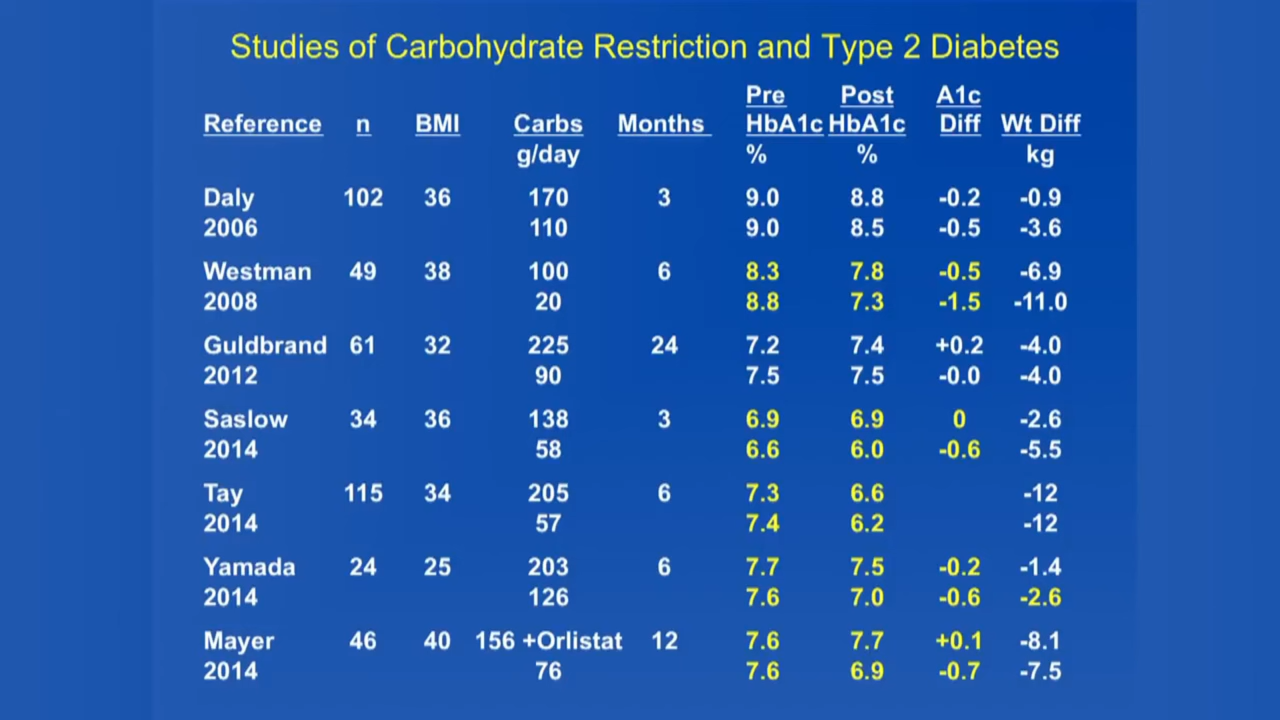 Studies of Carbohydrate Restriction and Type 2 Diabetes
Pre Post A1c
Reference n BMI Carbs Months HbA1c HbA1c Diff Wt Diff
g/day % % kg
Daly 102 36 170 3 9.0 8.8 -0.2 -0.9
2006 110 9.0 8.5 -0.5 -3.6
Westman 49 38 100 6 8.3 7.8 -0.5 -6.9
2008 20 8.8 7.3 -1.5 -11.0
Guldbrand 61 32 225 24 7.2 7.4 +0.2 -4.0
2012 90 7.5 7.5 -0.0 -4.0
Saslow 34 36 138 3 6.9 6.9 0 -2.6
2014 58 6.6 6.0 -0.6 -5.5
Tay 115 34 205 6 7.3 6.6 -12
2014 57 7.4 6.2 -12
Yamada 24 25 203 6 7.7 7.5 -0.2 -1.4
2014 126 7.6 7.0 -0.6 -2.6
Mayer 46 40 156 +Orlistat 12 7.6 7.7 +0.1 -8.1
2014 76 7.6 6.9 -0.7 -7.5